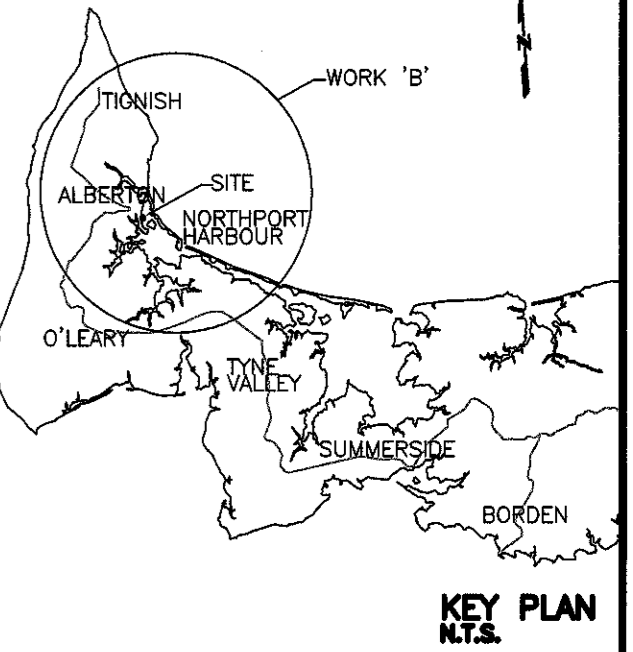 N
WORK 'B'
TIGNISH
ALBERTON
SITE
NORTHPORT
HARBOUR
O'LEARY
TYNE
VALLEY
SUMMERSIDE
BORDEN
KEY PLAN
N.T.S.